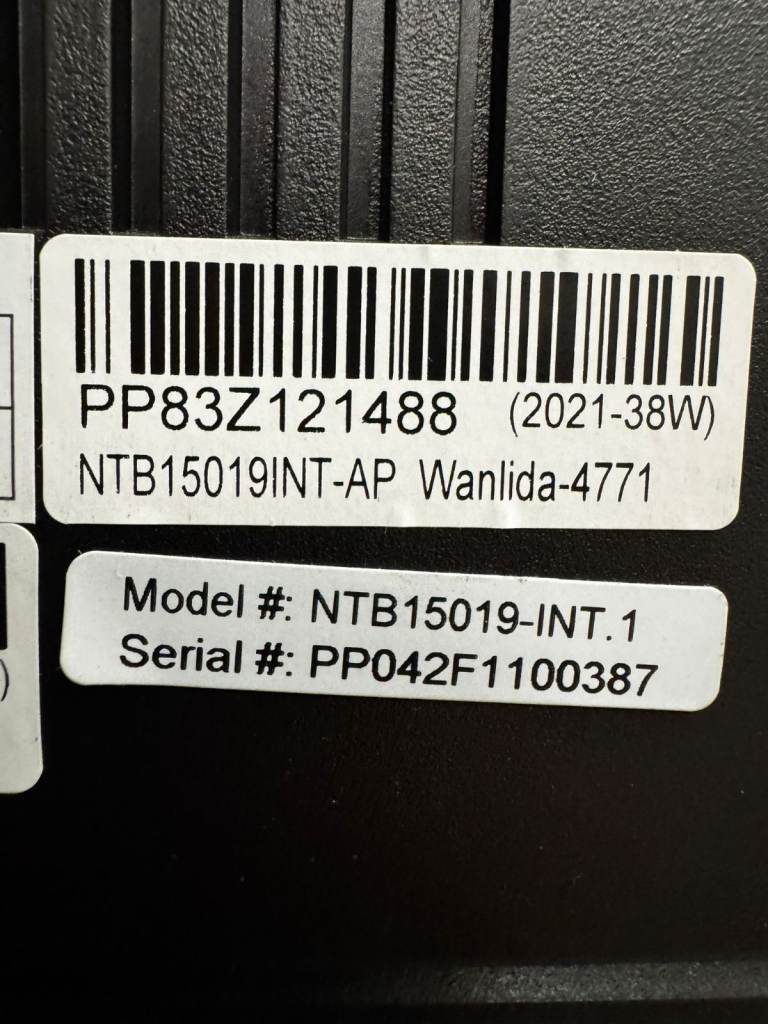 PP83Z121488 (2021-38W)
NTB15019INT-AP Wanlida-4771
Model #: NTB15019-INT.1
Serial #: PP042F1100387
)